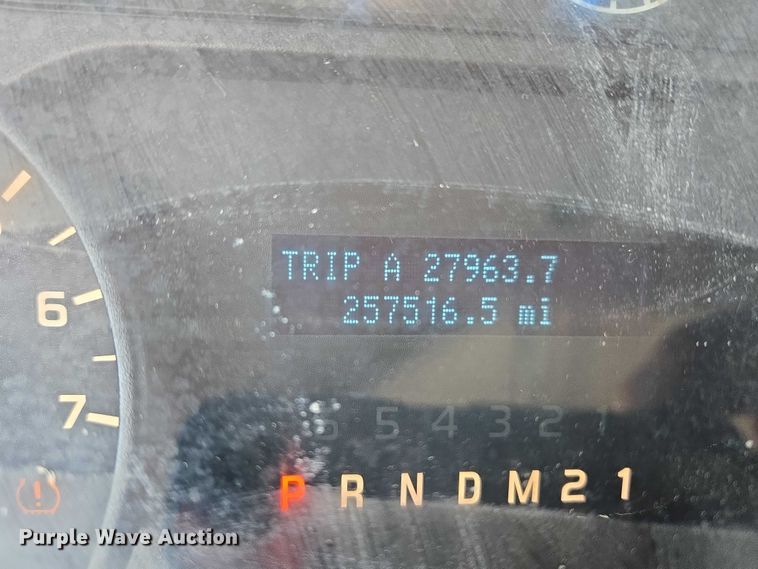 TRIP A 27963.7
257516.5 mi
6
7
6 5 4 3 2 1
P R N D M 2 1
Purple Wave Auction